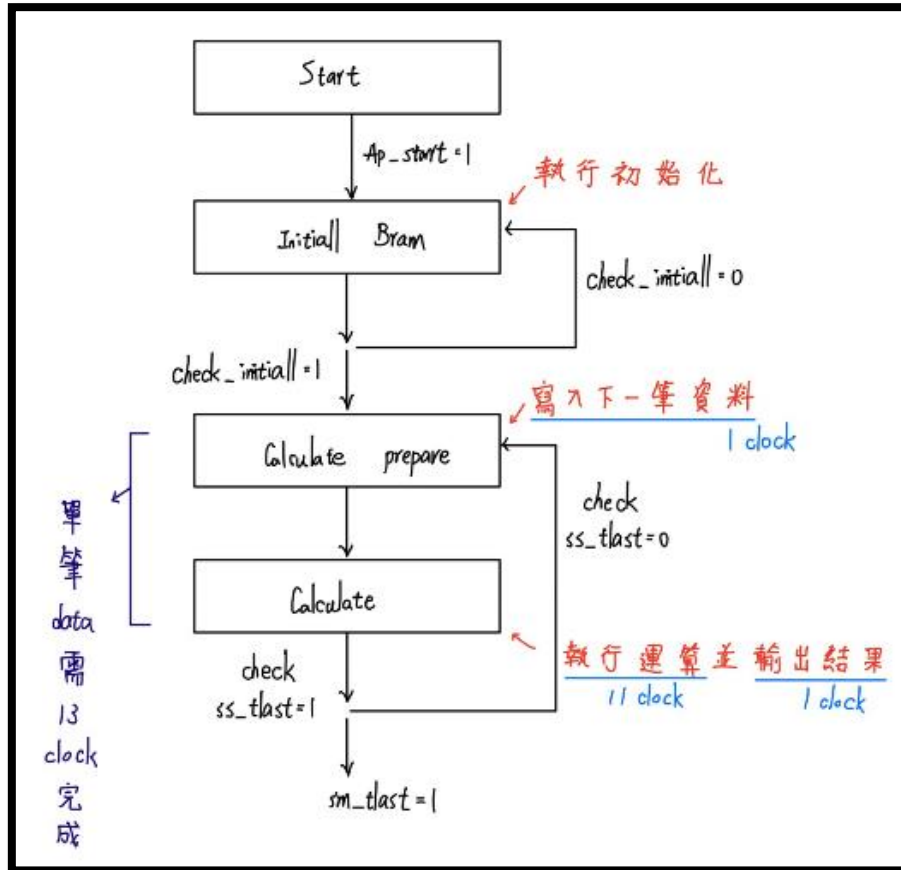 Start
Ap_start=1
執行初始化
Initiall Bram
check_initiall=0
check_initiall=1
寫入下一筆資料
1 clock
Calculate prepare
check
ss_tlast=0
Calculate
執行運算並輸出結果
11 clock
1 clock
check
ss_tlast=1
sm_tlast=1
單
筆
data
需
13
clock
完
成